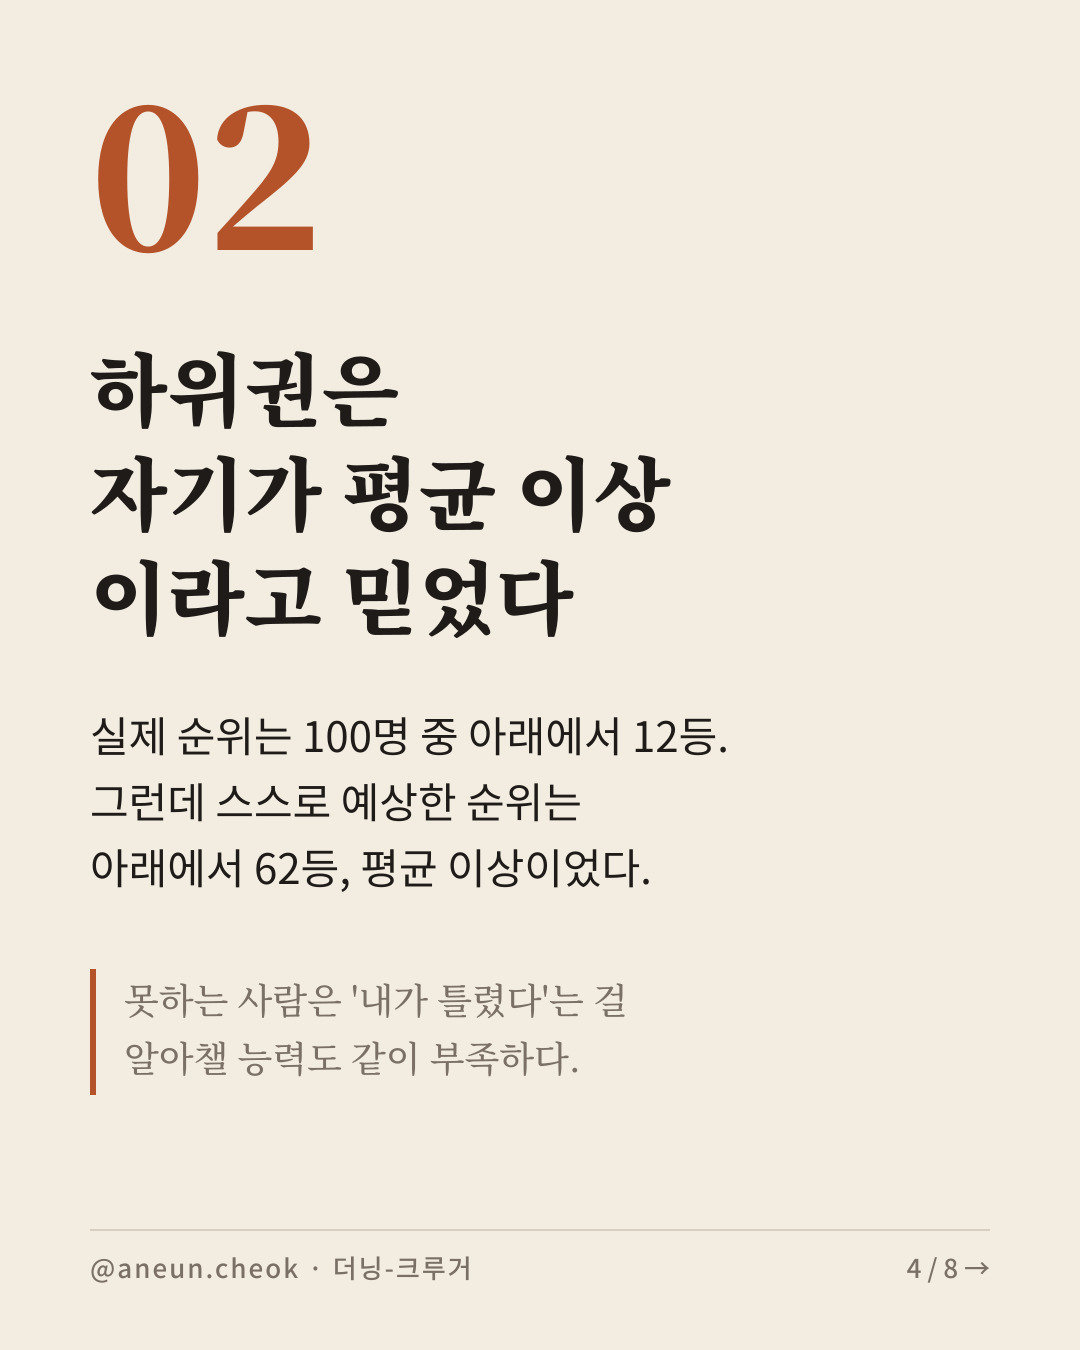 02
하위권은
자기가 평균 이상
이라고 믿었다
실제 순위는 100명 중 아래에서 12등.
그런데 스스로 예상한 순위는
아래에서 62등, 평균 이상이었다.
못하는 사람은 '내가 틀렸다'는 걸
알아챌 능력도 같이 부족하다.
@aneun.cheok · 더닝-크루거
4 / 8 →